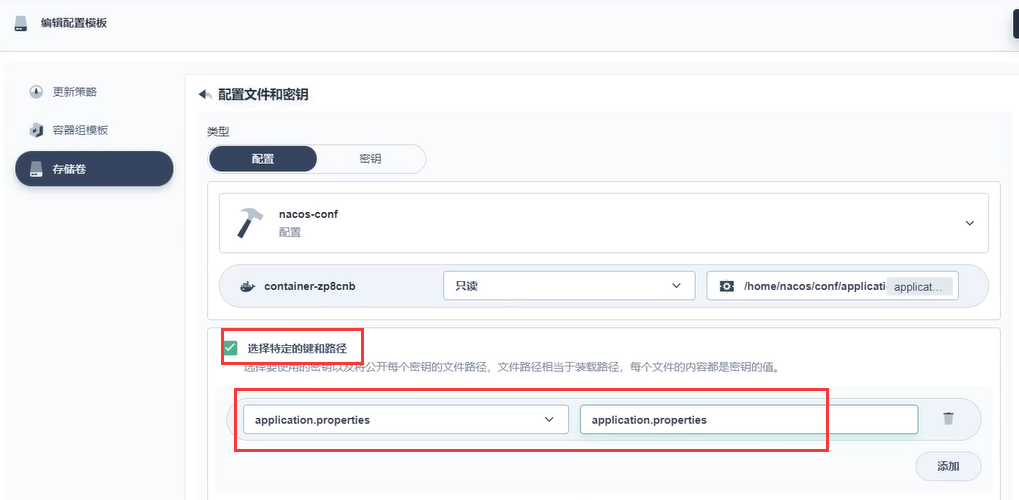 编辑配置模板
更新策略
容器组模板
存储卷
配置文件和密钥
类型
配置 密钥
nacos-conf
配置
container-zp8cnb 只读 /home/nacos/conf/applicati applicat...
选择特定的键和路径
选择要使用的密钥以及将公开每个密钥的文件路径，文件路径相当于装载路径，每个文件的内容都是密钥的值。
application.properties application.properties
添加